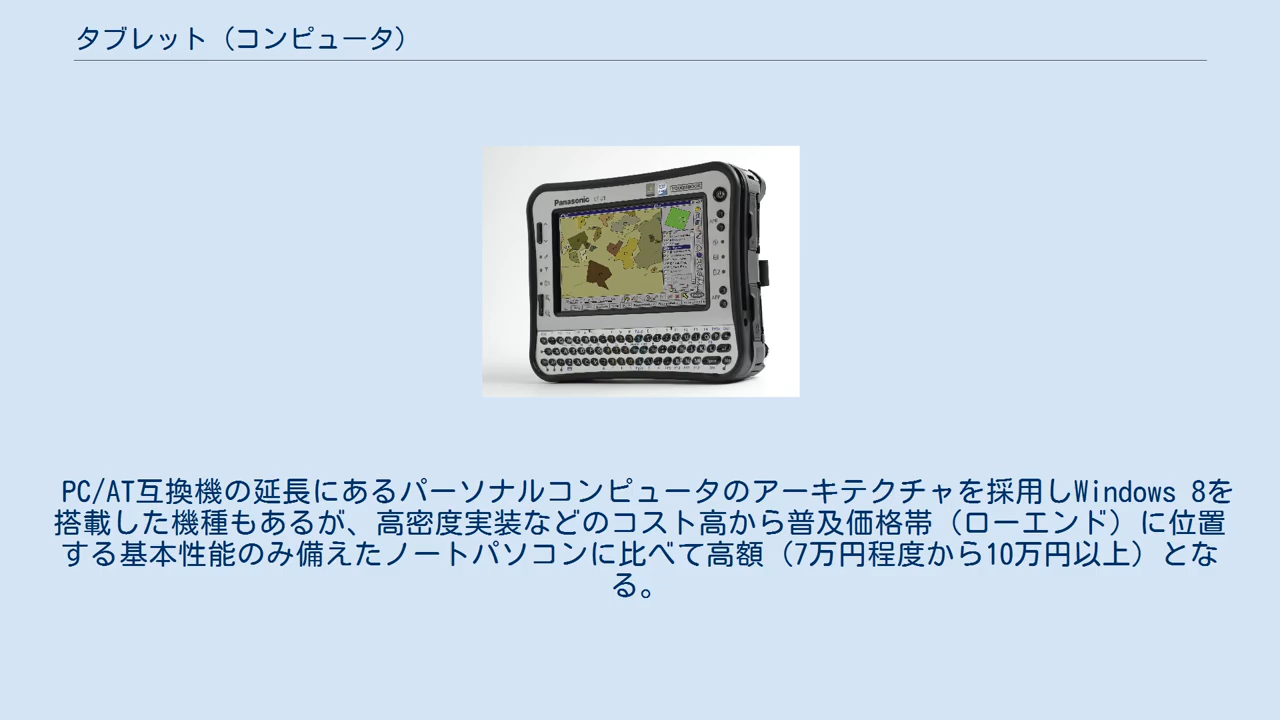 タブレット（コンピュータ）
Panasonic
TOUGHBOOK
PC/AT互換機の延長にあるパーソナルコンピュータのアーキテクチャを採用しWindows 8を
搭載した機種もあるが、高密度実装などのコスト高から普及価格帯（ローエンド）に位置
する基本性能のみ備えたノートパソコンに比べて高額（7万円程度から10万円以上）とな
る。